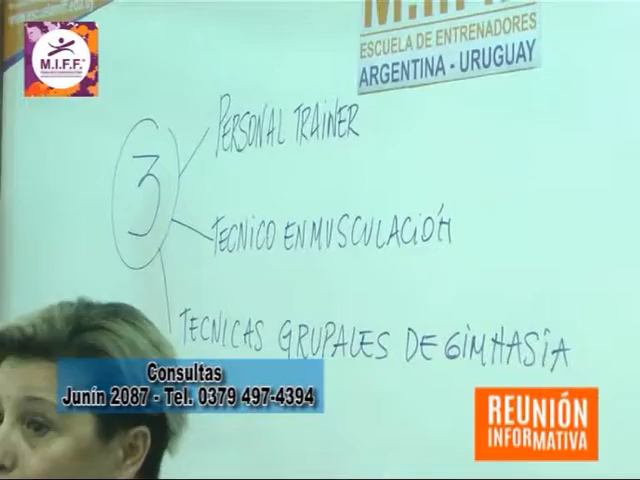 M.I.F.F.
ESCUELA DE ENTRENADORES
ARGENTINA - URUGUAY
3
PERSONAL TRAINER
TECNICO EN MUSCULACIÓN
TECNICAS GRUPALES DE GIMNASIA
Consultas
Junín 2087 - Tel. 0379 497-4394
REUNIÓN
INFORMATIVA